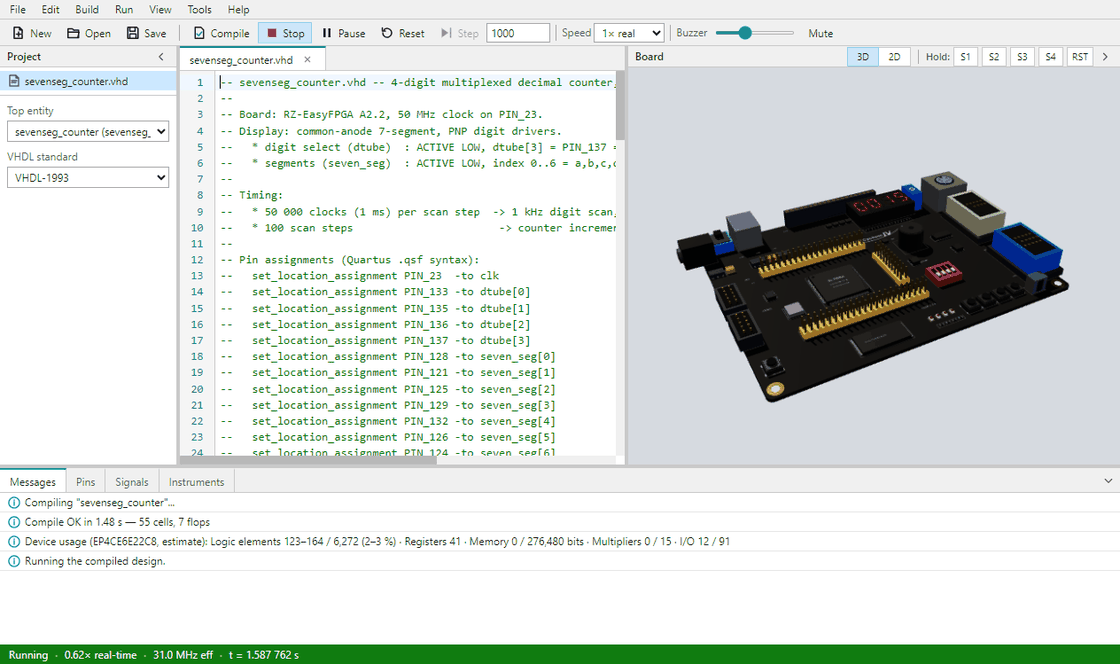 File Edit Build Run View Tools Help
New Open Save Compile Stop Pause Reset Step 1000 Speed 1× real Buzzer Mute
Project
sevenseg_counter.vhd
Top entity
sevenseg_counter (sevenseg_
VHDL standard
VHDL-1993
sevenseg_counter.vhd ×
1 -- sevenseg_counter.vhd -- 4-digit multiplexed decimal counter,
2 --
3 -- Board: RZ-EasyFPGA A2.2, 50 MHz clock on PIN_23.
4 -- Display: common-anode 7-segment, PNP digit drivers.
5 -- * digit select (dtube) : ACTIVE LOW, dtube[3] = PIN_137 =
6 -- * segments (seven_seg) : ACTIVE LOW, index 0..6 = a,b,c,d
7 --
8 -- Timing:
9 -- * 50 000 clocks (1 ms) per scan step -> 1 kHz digit scan,
10 -- * 100 scan steps -> counter incremen
11 --
12 -- Pin assignments (Quartus .qsf syntax):
13 -- set_location_assignment PIN_23 -to clk
14 -- set_location_assignment PIN_133 -to dtube[0]
15 -- set_location_assignment PIN_135 -to dtube[1]
16 -- set_location_assignment PIN_136 -to dtube[2]
17 -- set_location_assignment PIN_137 -to dtube[3]
18 -- set_location_assignment PIN_128 -to seven_seg[0]
19 -- set_location_assignment PIN_121 -to seven_seg[1]
20 -- set_location_assignment PIN_125 -to seven_seg[2]
21 -- set_location_assignment PIN_129 -to seven_seg[3]
22 -- set_location_assignment PIN_132 -to seven_seg[4]
23 -- set_location_assignment PIN_126 -to seven_seg[5]
24 -- set_location_assignment PIN_124 -to seven_seg[6]
Board 3D 2D Hold: S1 S2 S3 S4 RST
0015
Messages Pins Signals Instruments
Compiling "sevenseg_counter"...
Compile OK in 1.48 s — 55 cells, 7 flops
Device usage (EP4CE6E22C8, estimate): Logic elements 123–164 / 6,272 (2–3 %) · Registers 41 · Memory 0 / 276,480 bits · Multipliers 0 / 15 · I/O 12 / 91
Running the compiled design.
Running · 0.62× real-time · 31.0 MHz eff · t = 1.587 762 s